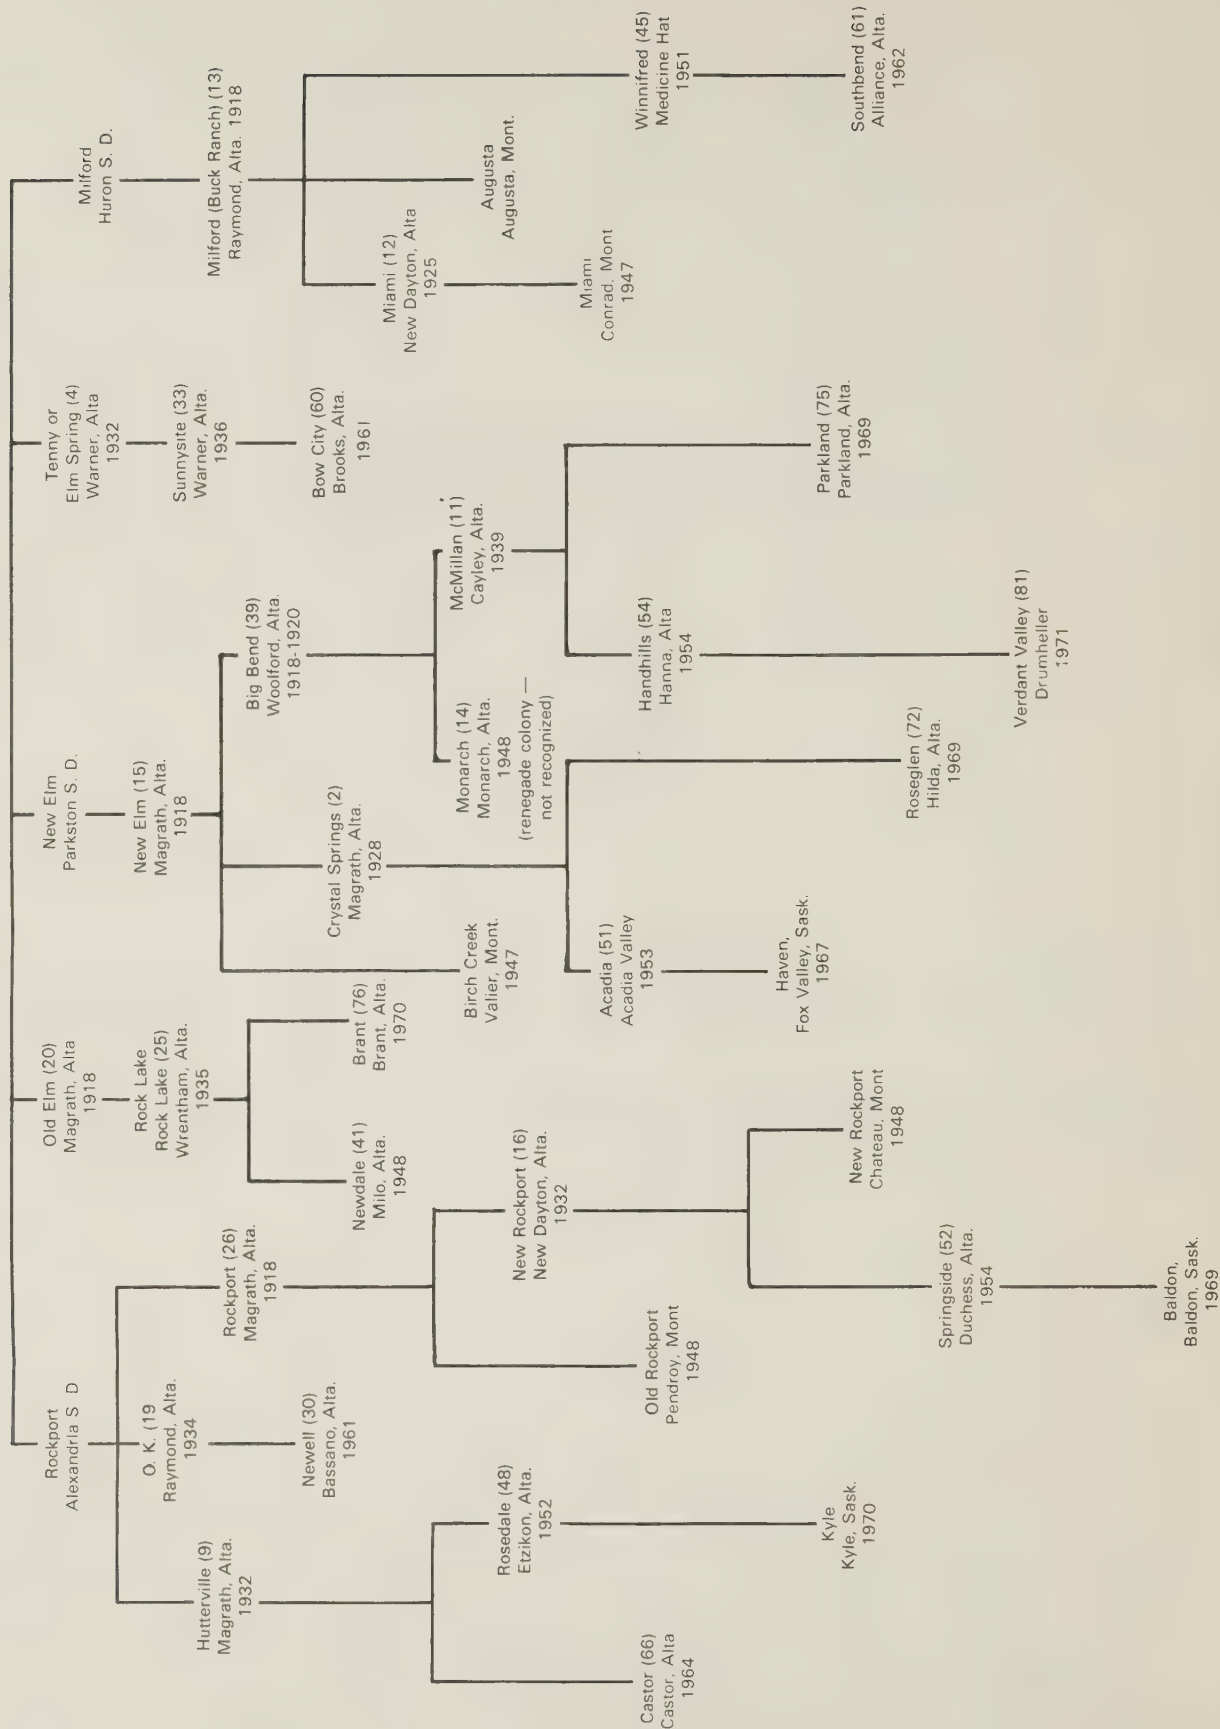 Rockport
Alexandria S D
Hutterville (9)
Magrath, Alta.
1932
Castor (66)
Castor, Alta
1964
Rosedale (48)
Etzikon, Alta.
1952
Kyle
Kyle, Sask.
1970
O. K. (19
Raymond, Alta.
1934
Newell (30)
Bassano, Alta.
1961
Rockport (26)
Magrath, Alta.
1918
Old Rockport
Pendroy, Mont
1948
New Rockport (16)
New Dayton, Alta.
1932
Springside (52)
Duchess, Alta.
1954
Baldon,
Baldon, Sask.
1969
New Rockport
Chateau, Mont
1948
Old Elm (20)
Magrath, Alta
1918
Rock Lake
Rock Lake (25)
Wrentham, Alta.
1935
Newdale (41)
Milo, Alta.
1948
Brant (76)
Brant, Alta.
1970
New Elm
Parkston S. D.
New Elm (15)
Magrath, Alta.
1918
Birch Creek
Valier, Mont.
1947
Crystal Springs (2)
Magrath, Alta.
1928
Acadia (51)
Acadia Valley
1953
Haven,
Fox Valley, Sask.
1967
Roseglen (72)
Hilda, Alta.
1969
Big Bend (39)
Woolford, Alta.
1918-1920
Monarch (14)
Monarch, Alta.
1948
(renegade colony —
not recognized)
McMillan (11)
Cayley, Alta.
1939
Handhills (54)
Hanna, Alta
1954
Verdant Valley (81)
Drumheller
1971
Parkland (75)
Parkland, Alta.
1969
Tenny or
Elm Spring (4)
Warner, Alta
1932
Sunnysite (33)
Warner, Alta.
1936
Bow City (60)
Brooks, Alta.
1961
Milford
Huron S. D.
Milford (Buck Ranch) (13)
Raymond, Alta. 1918
Miami (12)
New Dayton, Alta
1925
Miami
Conrad. Mont
1947
Augusta
Augusta, Mont.
Winnifred (45)
Medicine Hat
1951
Southbend (61)
Alliance, Alta.
1962